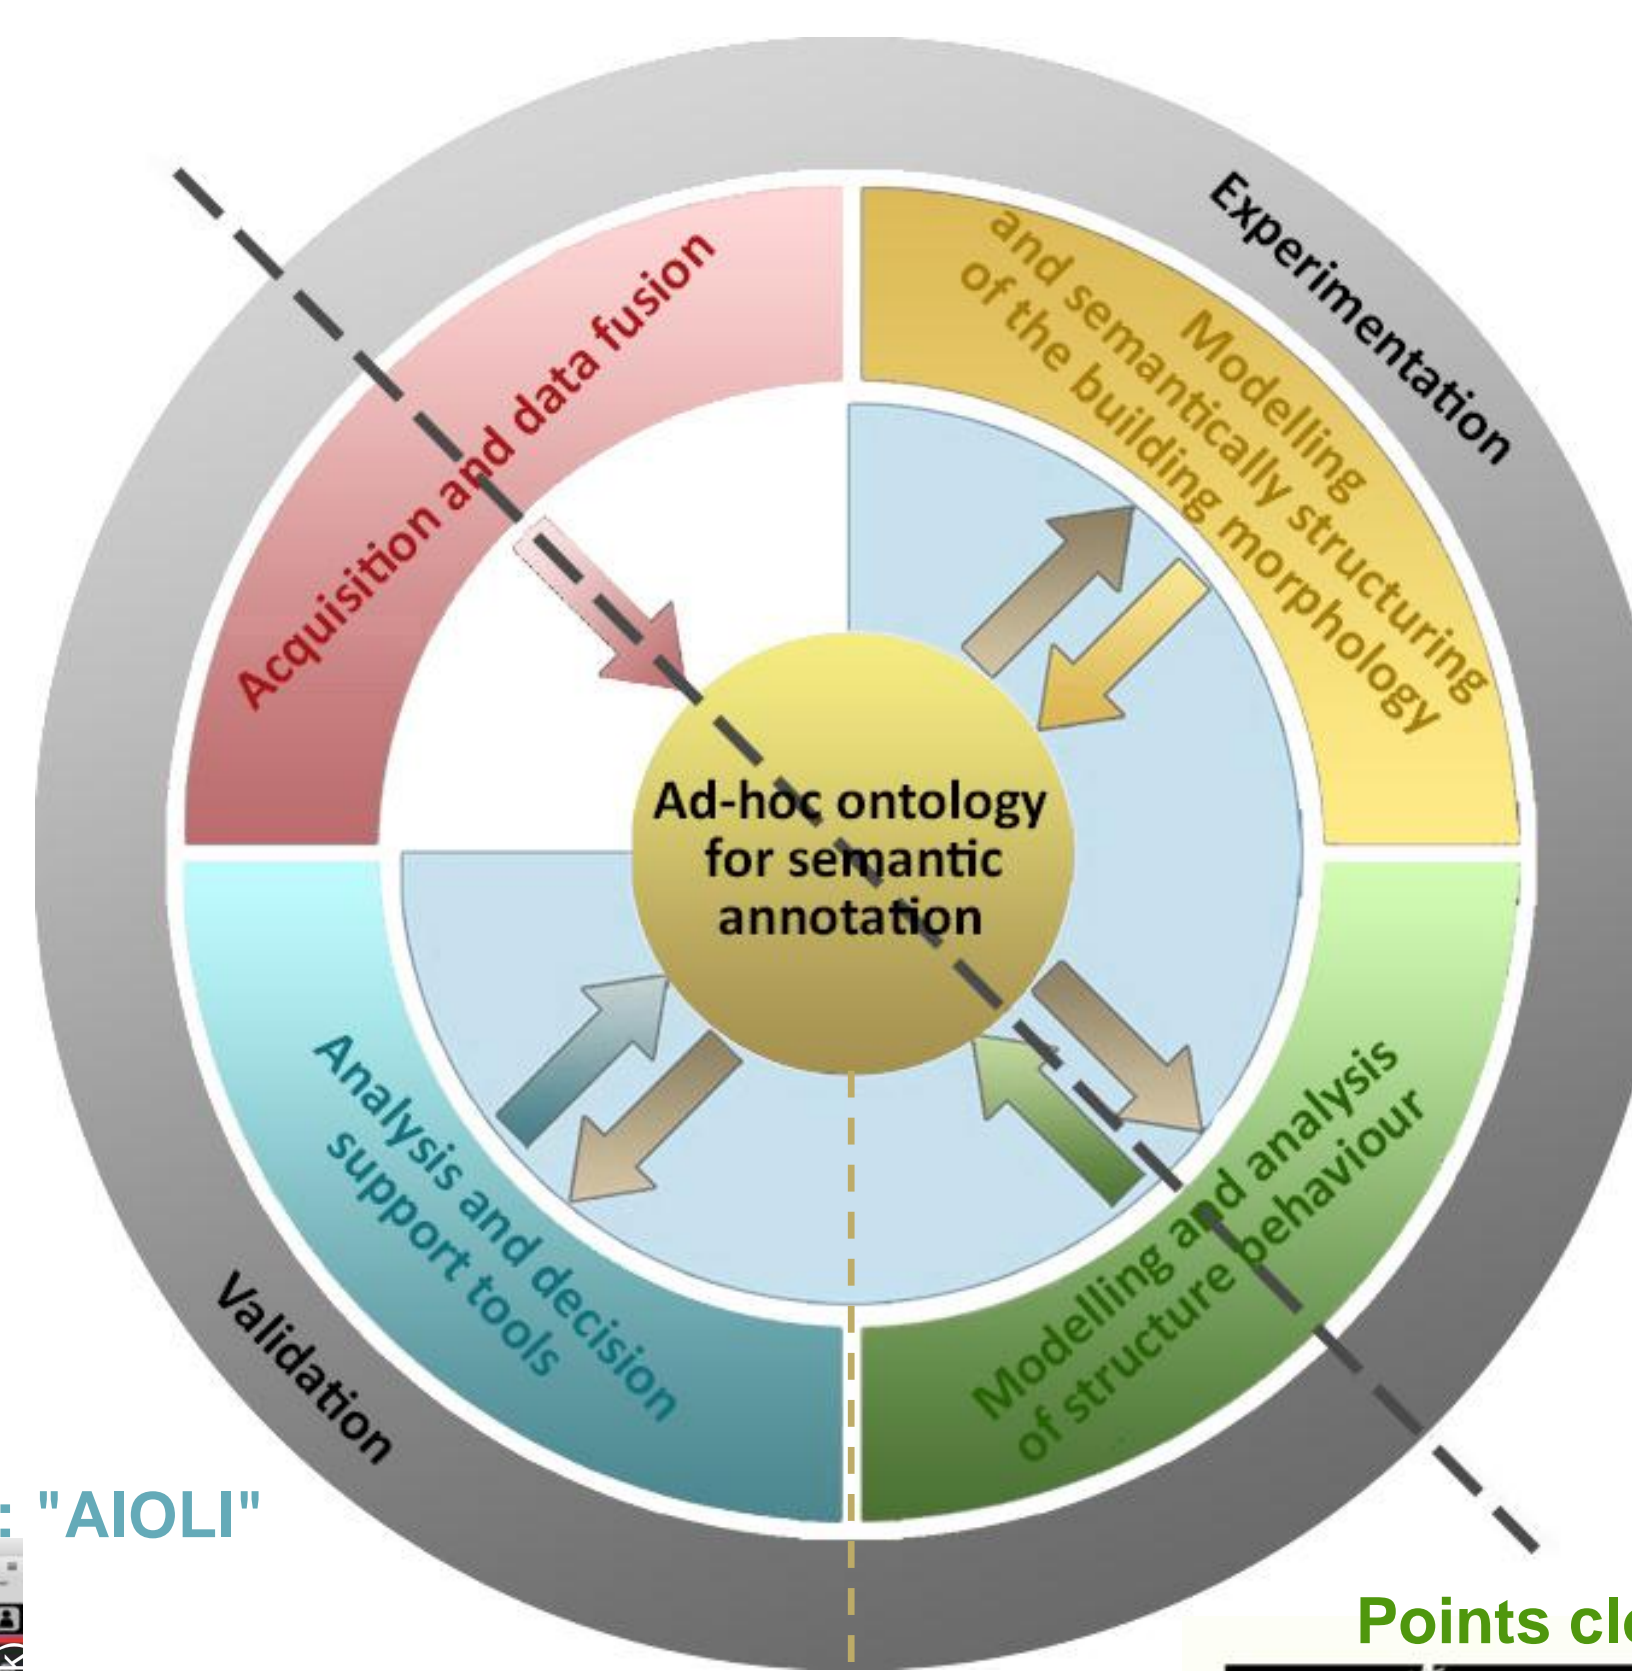 Experimentation
Acquisition and data fusion
Modelling
and semantically structuring
of the building morphology
Ad-hoc ontology
for semantic
annotation
Analysis and decision
support tools
Modelling and analysis
of structure behaviour
Validation
: "AIOLI"
Points clo